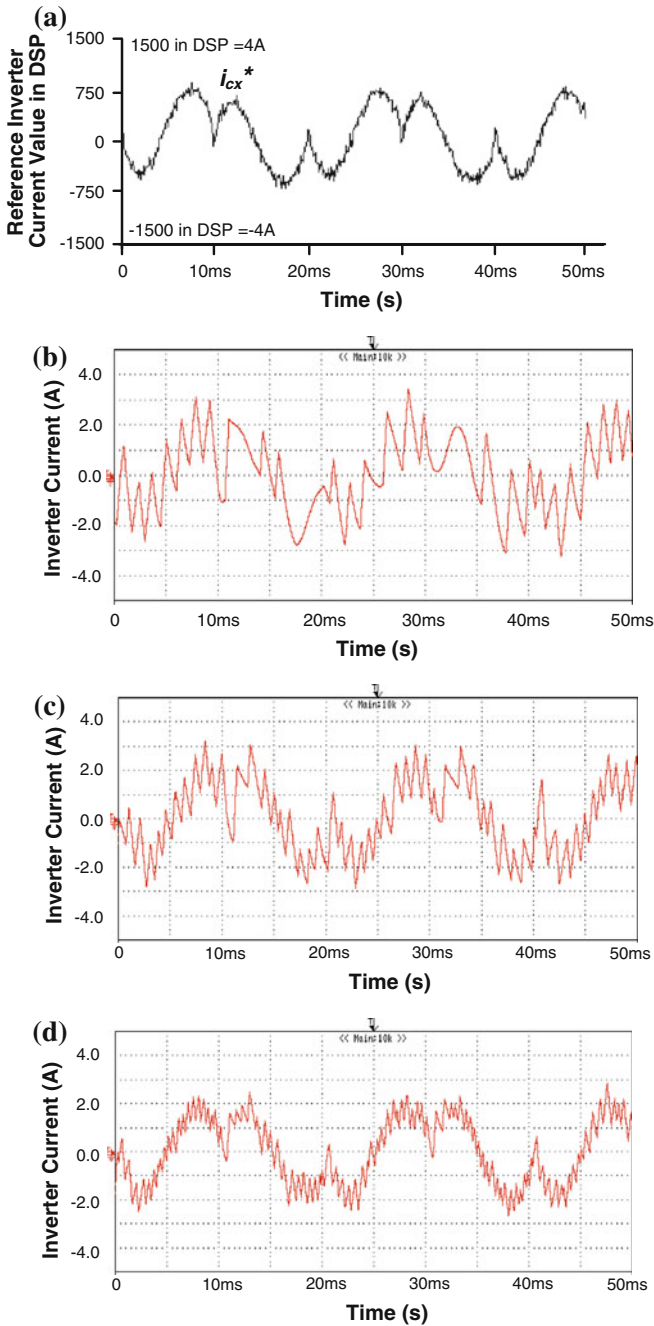 (a)
Reference Inverter
Current Value in DSP
1500
750
0
-750
-1500
1500 in DSP =4A
icx*
-1500 in DSP=-4A
0 10ms 20ms 30ms 40ms 50ms
Time (s)
(b)
<< Main:10k >>
Inverter Current (A)
4.0
2.0
0.0
-2.0
-4.0
0 10ms 20ms 30ms 40ms 50ms
Time (s)
(c)
<< Main:10k >>
Inverter Current (A)
4.0
2.0
0.0
-2.0
-4.0
0 10ms 20ms 30ms 40ms 50ms
Time (s)
(d)
<< Main:10k >>
Inverter Current (A)
4.0
2.0
0.0
-2.0
-4.0
0 10ms 20ms 30ms 40ms 50ms
Time (s)